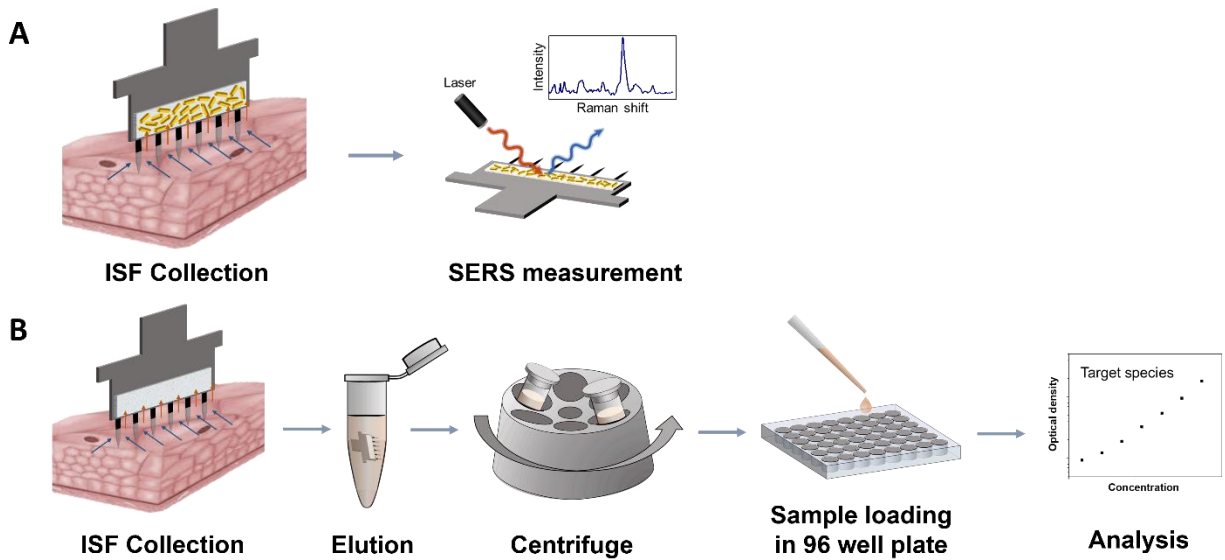 A
Laser
Intensity
Raman shift
ISF Collection
SERS measurement
B
Target species
Optical density
Concentration
ISF Collection
Elution
Centrifuge
Sample loading
in 96 well plate
Analysis